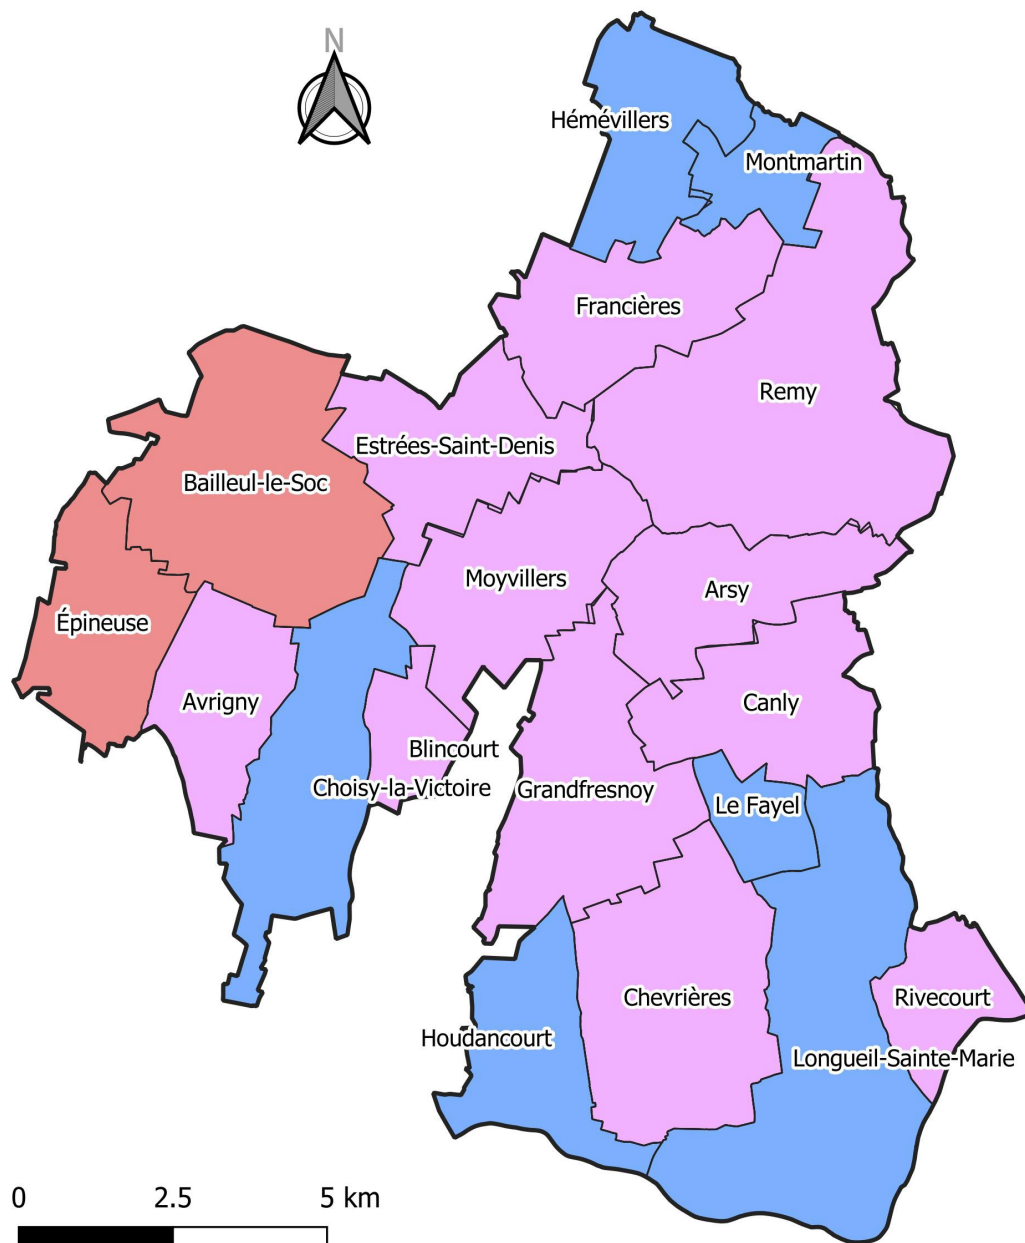 N
Hémévillers
Montmartin
Francières
Remy
Estrées-Saint-Denis
Bailleul-le-Soc
Moyvillers
Arsy
Épineuse
Avrigny
Canly
Blincourt
Choisy-la-Victoire
Grandfresnoy
Le Fayel
Chevrières
Rivecourt
Houdancourt
Longueil-Sainte-Marie
0 2.5 5 km